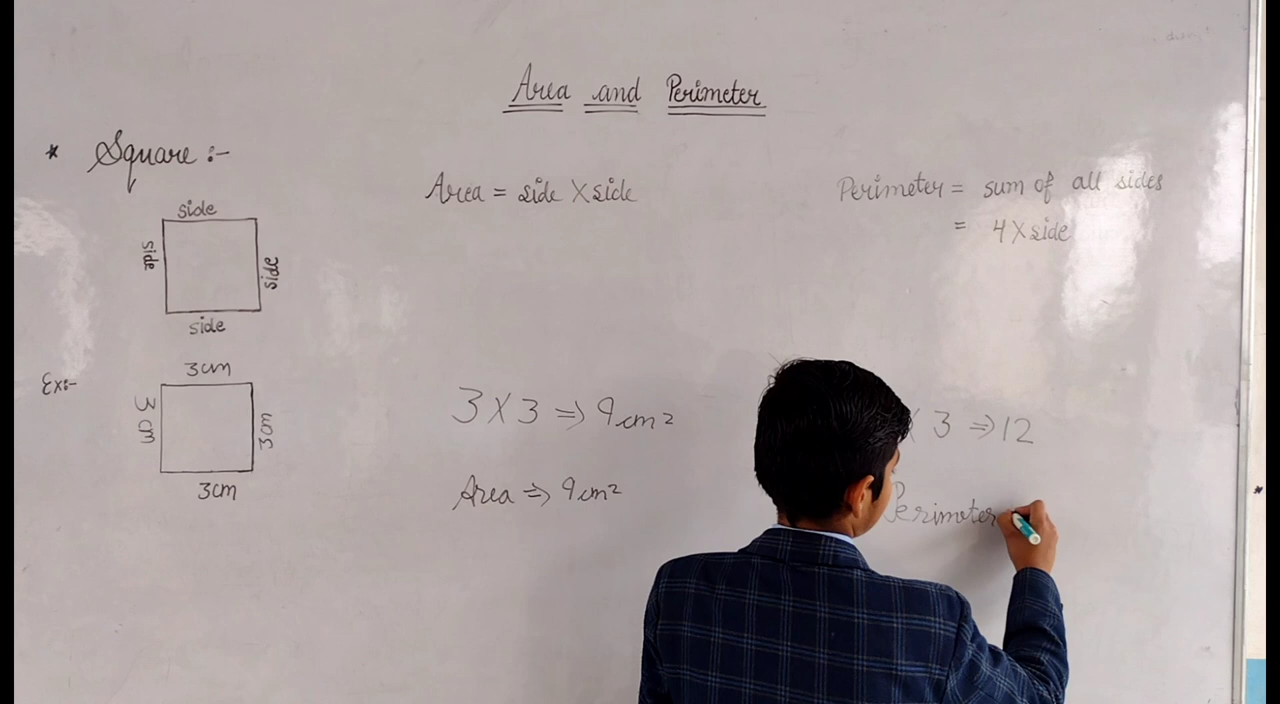 Area and Perimeter
* Square :-
Area = side X side
Perimeter = sum of all sides
= 4 X side
side
side
side
side
Ex:-
3cm
3cm
3cm
3cm
3 X 3 => 9 cm²
Area => 9 cm²
X 3 => 12
Perimeter